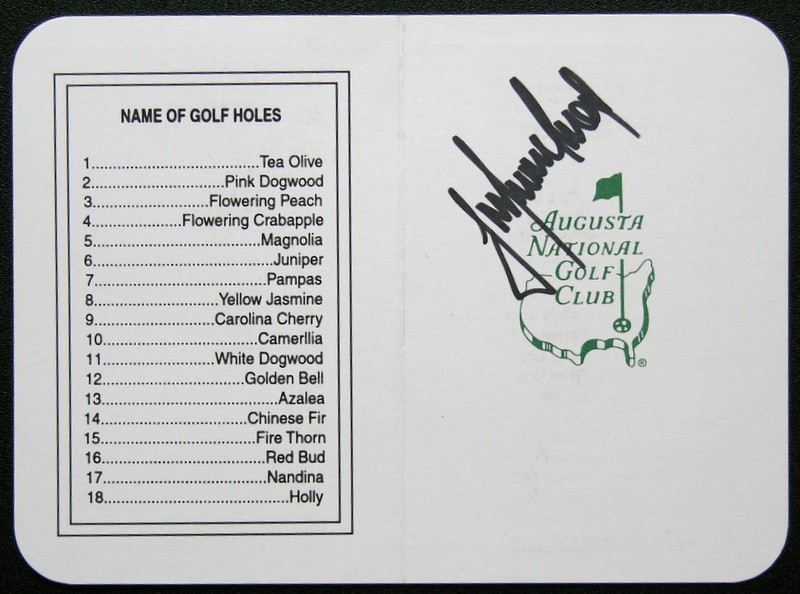 NAME OF GOLF HOLES
1..........................................Tea Olive
2.................................Pink Dogwood
3.............................Flowering Peach
4......................Flowering Crabapple
5..........................................Magnolia
6.............................................Juniper
7...........................................Pampas
8...............................Yellow Jasmine
9..............................Carolina Cherry
10.......................................Camerllia
11............................White Dogwood
12...................................Golden Bell
13............................................Azalea
14....................................Chinese Fir
15......................................Fire Thorn
16.........................................Red Bud
17.........................................Nandina
18..............................................Holly
AUGUSTA
NATIONAL
GOLF
CLUB
®